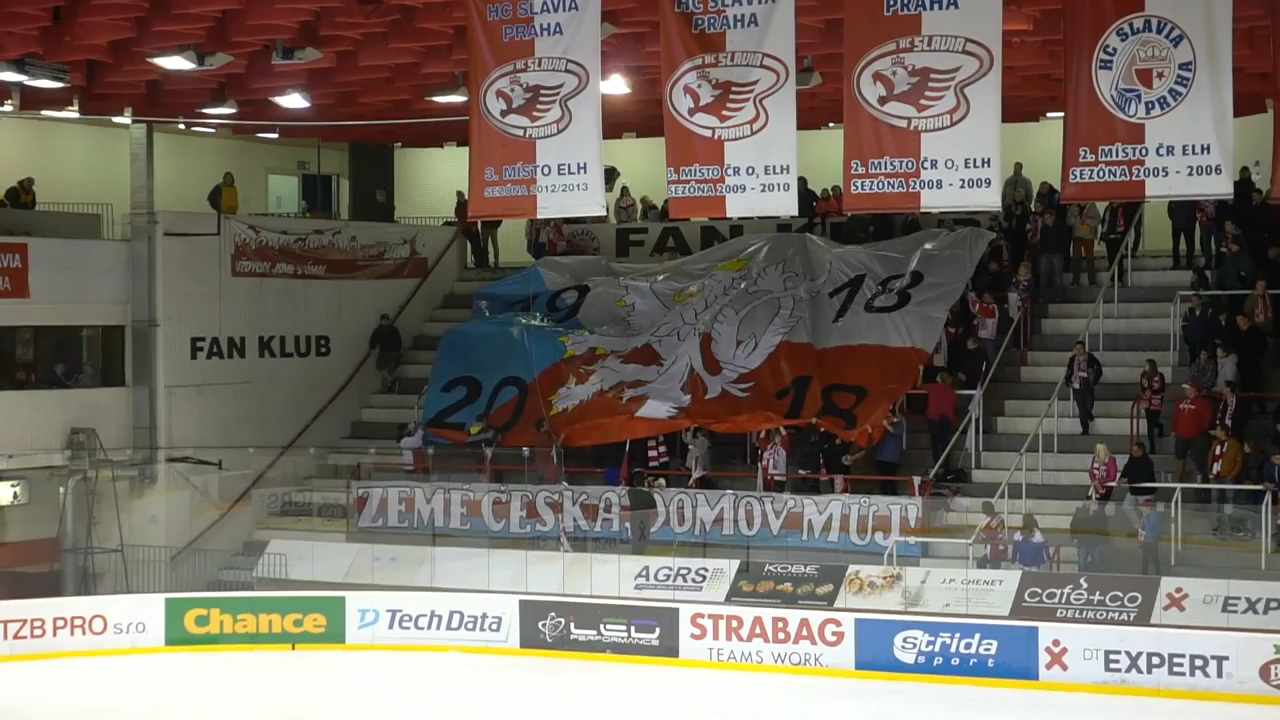 HC SLAVIA
PRAHA
HC SLAVIA
PRAHA
3. MÍSTO ELH
SEZÓNA 2012/2013
HC SLAVIA
PRAHA
HC SLAVIA
PRAHA
3. MÍSTO ČR O₂ ELH
SEZÓNA 2009 - 2010
PRAHA
HC SLAVIA
PRAHA
2. MÍSTO ČR O₂ ELH
SEZÓNA 2008 - 2009
HC SLAVIA
PRAHA
2. MÍSTO ČR ELH
SEZÓNA 2005 - 2006
FAN KLU
FAN KLUB
19 18
20 18
ZEMĚ ČESKÁ, DOMOV MŮJ!
AGRS
KOBE
J.P. CHENET
café+co
DELIKOMAT
DT EXP
TZB PRO s.r.o.
Chance
TechData
LED
PERFORMANCE
STRABAG
TEAMS WORK.
Střída
sport
DT EXPERT